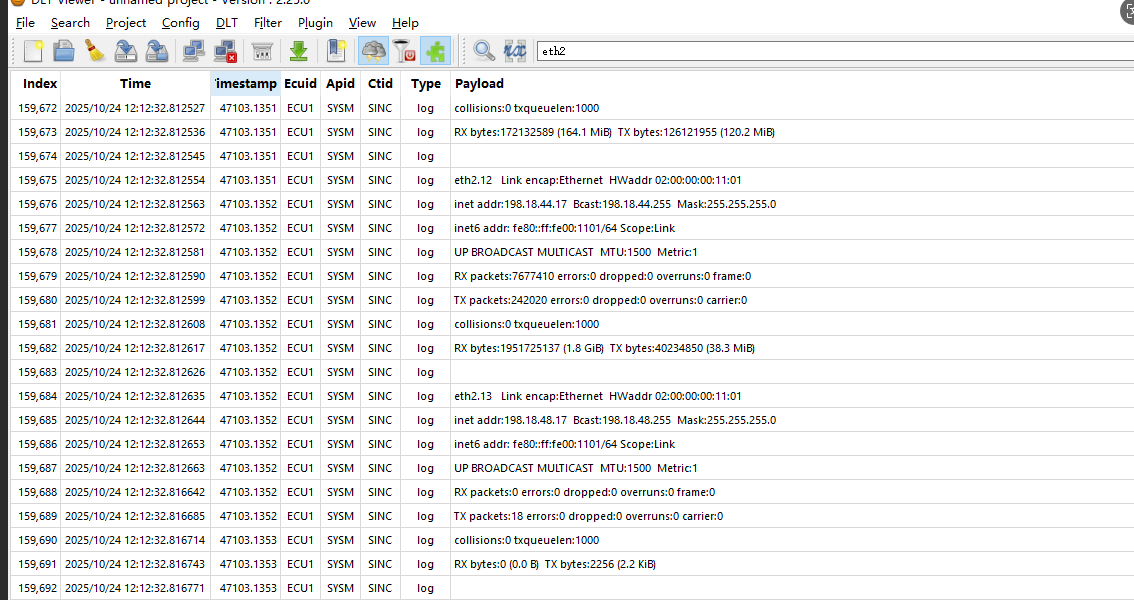 DLT Viewer - unnamed project - Version : 2.25.0
File Search Project Config DLT Filter Plugin View Help
eth2
Index Time Timestamp Ecuid Apid Ctid Type Payload
159,672 2025/10/24 12:12:32.812527 47103.1351 ECU1 SYSM SINC log collisions:0 txqueuelen:1000
159,673 2025/10/24 12:12:32.812536 47103.1351 ECU1 SYSM SINC log RX bytes:172132589 (164.1 MiB) TX bytes:126121955 (120.2 MiB)
159,674 2025/10/24 12:12:32.812545 47103.1351 ECU1 SYSM SINC log
159,675 2025/10/24 12:12:32.812554 47103.1351 ECU1 SYSM SINC log eth2.12 Link encap:Ethernet HWaddr 02:00:00:00:11:01
159,676 2025/10/24 12:12:32.812563 47103.1352 ECU1 SYSM SINC log inet addr:198.18.44.17 Bcast:198.18.44.255 Mask:255.255.255.0
159,677 2025/10/24 12:12:32.812572 47103.1352 ECU1 SYSM SINC log inet6 addr: fe80::ff:fe00:1101/64 Scope:Link
159,678 2025/10/24 12:12:32.812581 47103.1352 ECU1 SYSM SINC log UP BROADCAST MULTICAST MTU:1500 Metric:1
159,679 2025/10/24 12:12:32.812590 47103.1352 ECU1 SYSM SINC log RX packets:7677410 errors:0 dropped:0 overruns:0 frame:0
159,680 2025/10/24 12:12:32.812599 47103.1352 ECU1 SYSM SINC log TX packets:242020 errors:0 dropped:0 overruns:0 carrier:0
159,681 2025/10/24 12:12:32.812608 47103.1352 ECU1 SYSM SINC log collisions:0 txqueuelen:1000
159,682 2025/10/24 12:12:32.812617 47103.1352 ECU1 SYSM SINC log RX bytes:1951725137 (1.8 GiB) TX bytes:40234850 (38.3 MiB)
159,683 2025/10/24 12:12:32.812626 47103.1352 ECU1 SYSM SINC log
159,684 2025/10/24 12:12:32.812635 47103.1352 ECU1 SYSM SINC log eth2.13 Link encap:Ethernet HWaddr 02:00:00:00:11:01
159,685 2025/10/24 12:12:32.812644 47103.1352 ECU1 SYSM SINC log inet addr:198.18.48.17 Bcast:198.18.48.255 Mask:255.255.255.0
159,686 2025/10/24 12:12:32.812653 47103.1352 ECU1 SYSM SINC log inet6 addr: fe80::ff:fe00:1101/64 Scope:Link
159,687 2025/10/24 12:12:32.812663 47103.1352 ECU1 SYSM SINC log UP BROADCAST MULTICAST MTU:1500 Metric:1
159,688 2025/10/24 12:12:32.816642 47103.1352 ECU1 SYSM SINC log RX packets:0 errors:0 dropped:0 overruns:0 frame:0
159,689 2025/10/24 12:12:32.816685 47103.1352 ECU1 SYSM SINC log TX packets:18 errors:0 dropped:0 overruns:0 carrier:0
159,690 2025/10/24 12:12:32.816714 47103.1353 ECU1 SYSM SINC log collisions:0 txqueuelen:1000
159,691 2025/10/24 12:12:32.816743 47103.1353 ECU1 SYSM SINC log RX bytes:0 (0.0 B) TX bytes:2256 (2.2 KiB)
159,692 2025/10/24 12:12:32.816771 47103.1353 ECU1 SYSM SINC log